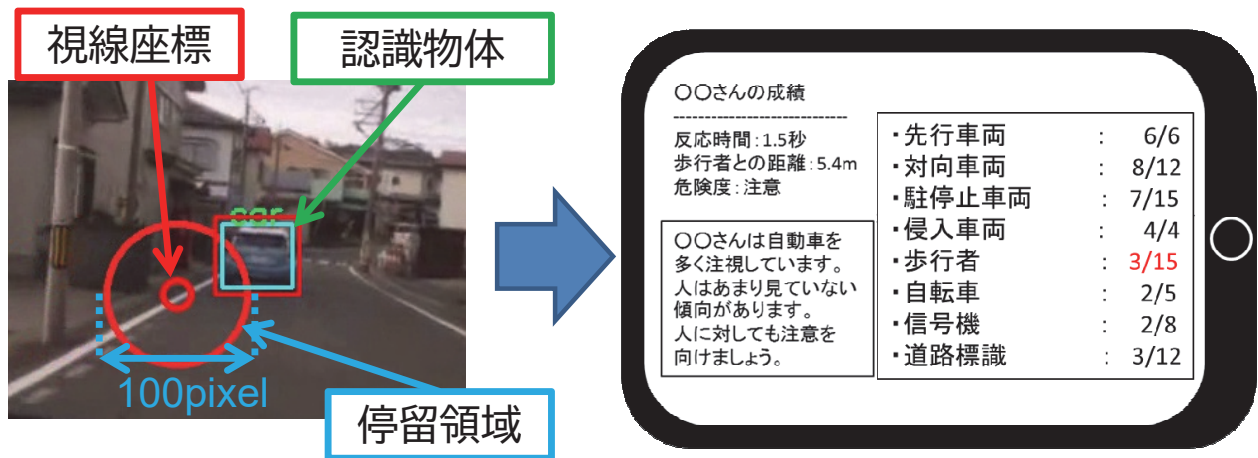 視線座標
認識物体
car
100pixel
停留領域
〇〇さんの成績
----------------------------
反応時間:1.5秒
歩行者との距離:5.4m
危険度:注意
〇〇さんは自動車を
多く注視しています。
人はあまり見ていない
傾向があります。
人に対しても注意を
向けましょう。
・先行車両 : 6/6
・対向車両 : 8/12
・駐停止車両 : 7/15
・侵入車両 : 4/4
・歩行者 : 3/15
・自転車 : 2/5
・信号機 : 2/8
・道路標識 : 3/12